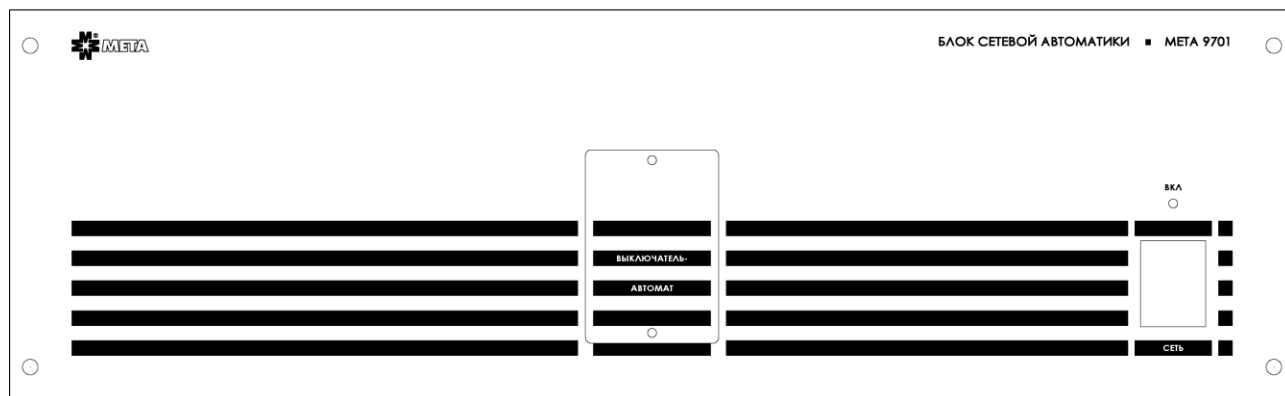 МЕТА®
БЛОК СЕТЕВОЙ АВТОМАТИКИ ■ МЕТА 9701
ВКЛ
ВЫКЛЮЧАТЕЛЬ-
АВТОМАТ
СЕТЬ